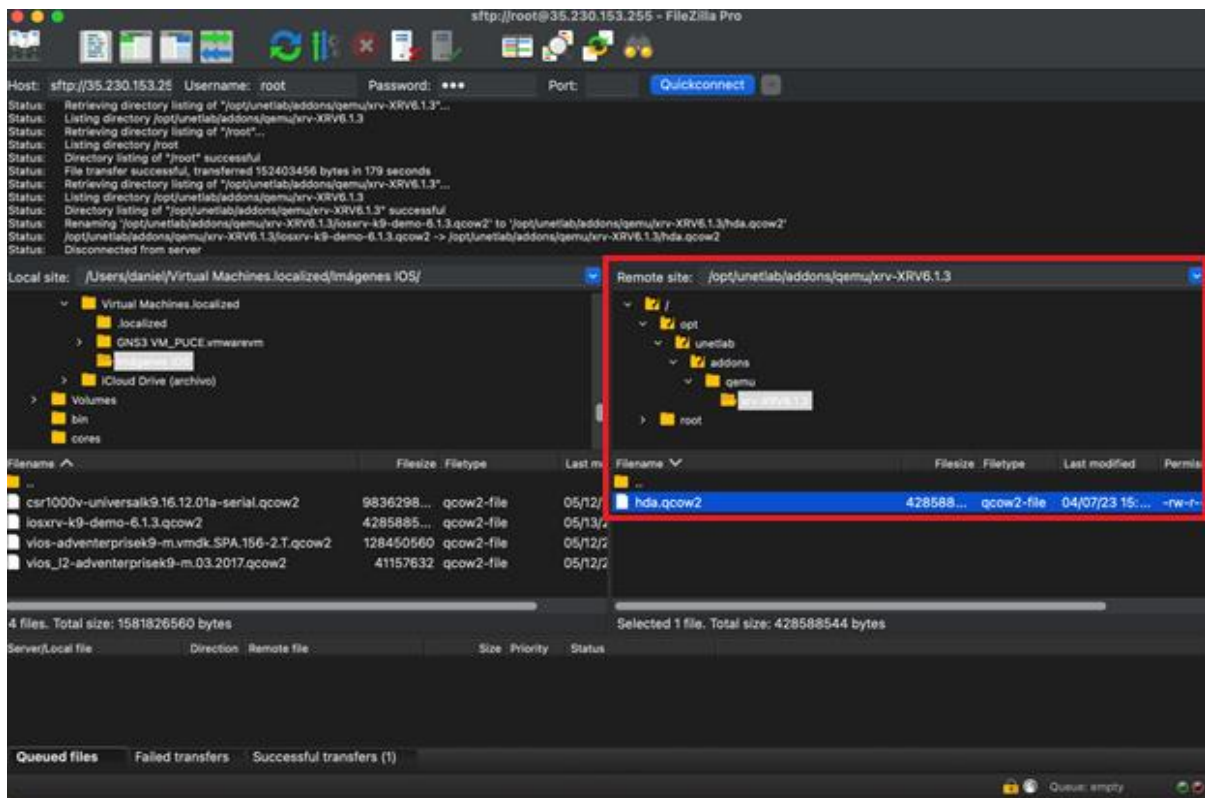 sftp://root@35.230.153.255 - FileZilla Pro
Host: sftp://35.230.153.25 Username: root Password: ••• Port: Quickconnect
Status: Retrieving directory listing of "/opt/unetlab/addons/qemu/xrv-XRV6.1.3"...
Status: Listing directory /opt/unetlab/addons/qemu/xrv-XRV6.1.3
Status: Retrieving directory listing of "/root"...
Status: Listing directory /root
Status: Directory listing of "/root" successful
Status: File transfer successful, transferred 152403456 bytes in 179 seconds
Status: Retrieving directory listing of "/opt/unetlab/addons/qemu/xrv-XRV6.1.3"...
Status: Listing directory /opt/unetlab/addons/qemu/xrv-XRV6.1.3
Status: Directory listing of "/opt/unetlab/addons/qemu/xrv-XRV6.1.3" successful
Status: Renaming '/opt/unetlab/addons/qemu/xrv-XRV6.1.3/iosxrv-k9-demo-6.1.3.qcow2' to '/opt/unetlab/addons/qemu/xrv-XRV6.1.3/hda.qcow2'
Status: /opt/unetlab/addons/qemu/xrv-XRV6.1.3/iosxrv-k9-demo-6.1.3.qcow2 -> /opt/unetlab/addons/qemu/xrv-XRV6.1.3/hda.qcow2
Status: Disconnected from server
Local site: /Users/daniel/Virtual Machines.localized/Imágenes IOS/
Virtual Machines.localized
.localized
GNS3 VM_PUCE.vmwarevm
iCloud Drive (archivo)
Volumes
bin
cores
Filename Filesize Filetype Last m
..
csr1000v-universalk9.16.12.01a-serial.qcow2 9836298... qcow2-file 05/12/
iosxrv-k9-demo-6.1.3.qcow2 4285885... qcow2-file 05/13/2
vios-adventerprisek9-m.vmdk.SPA.156-2.T.qcow2 128450560 qcow2-file 05/12/2
vios_l2-adventerprisek9-m.03.2017.qcow2 41157632 qcow2-file 05/12/2
4 files. Total size: 1581826560 bytes
Remote site: /opt/unetlab/addons/qemu/xrv-XRV6.1.3
/
opt
unetlab
addons
qemu
xrv-XRV6.1.3
root
Filename Filesize Filetype Last modified Permis
..
hda.qcow2 428588... qcow2-file 04/07/23 15:... -rw-r-
Selected 1 file. Total size: 428588544 bytes
Server/Local file Direction Remote file Size Priority Status
Queued files Failed transfers Successful transfers (1)
Queue: empty